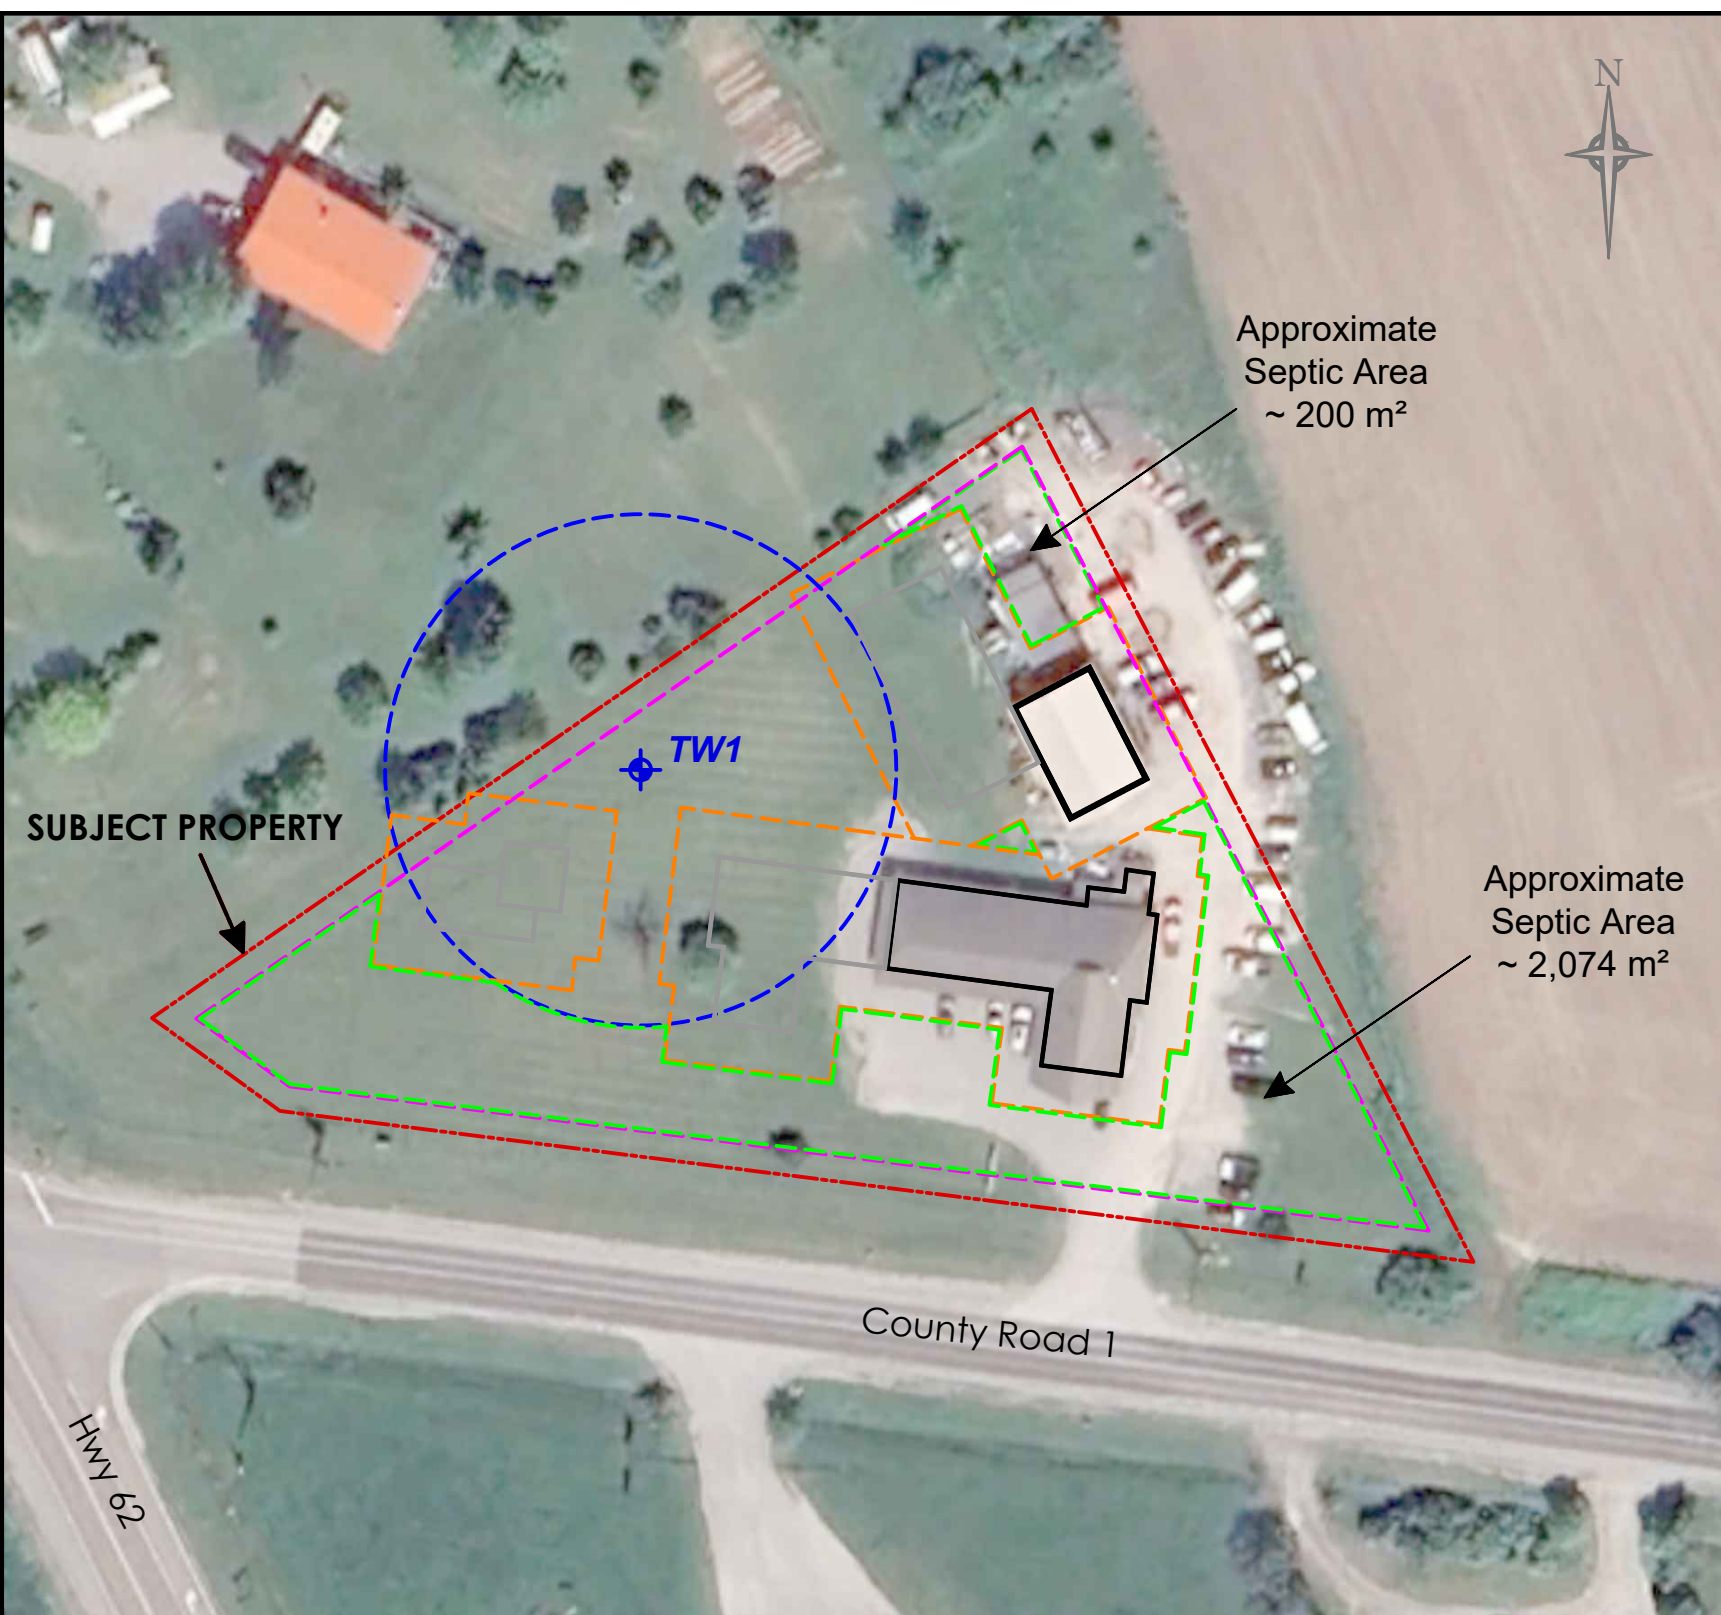 N
Approximate
Septic Area
~ 200 m²
TW1
SUBJECT PROPERTY
Approximate
Septic Area
~ 2,074 m²
County Road 1
Hwy 62